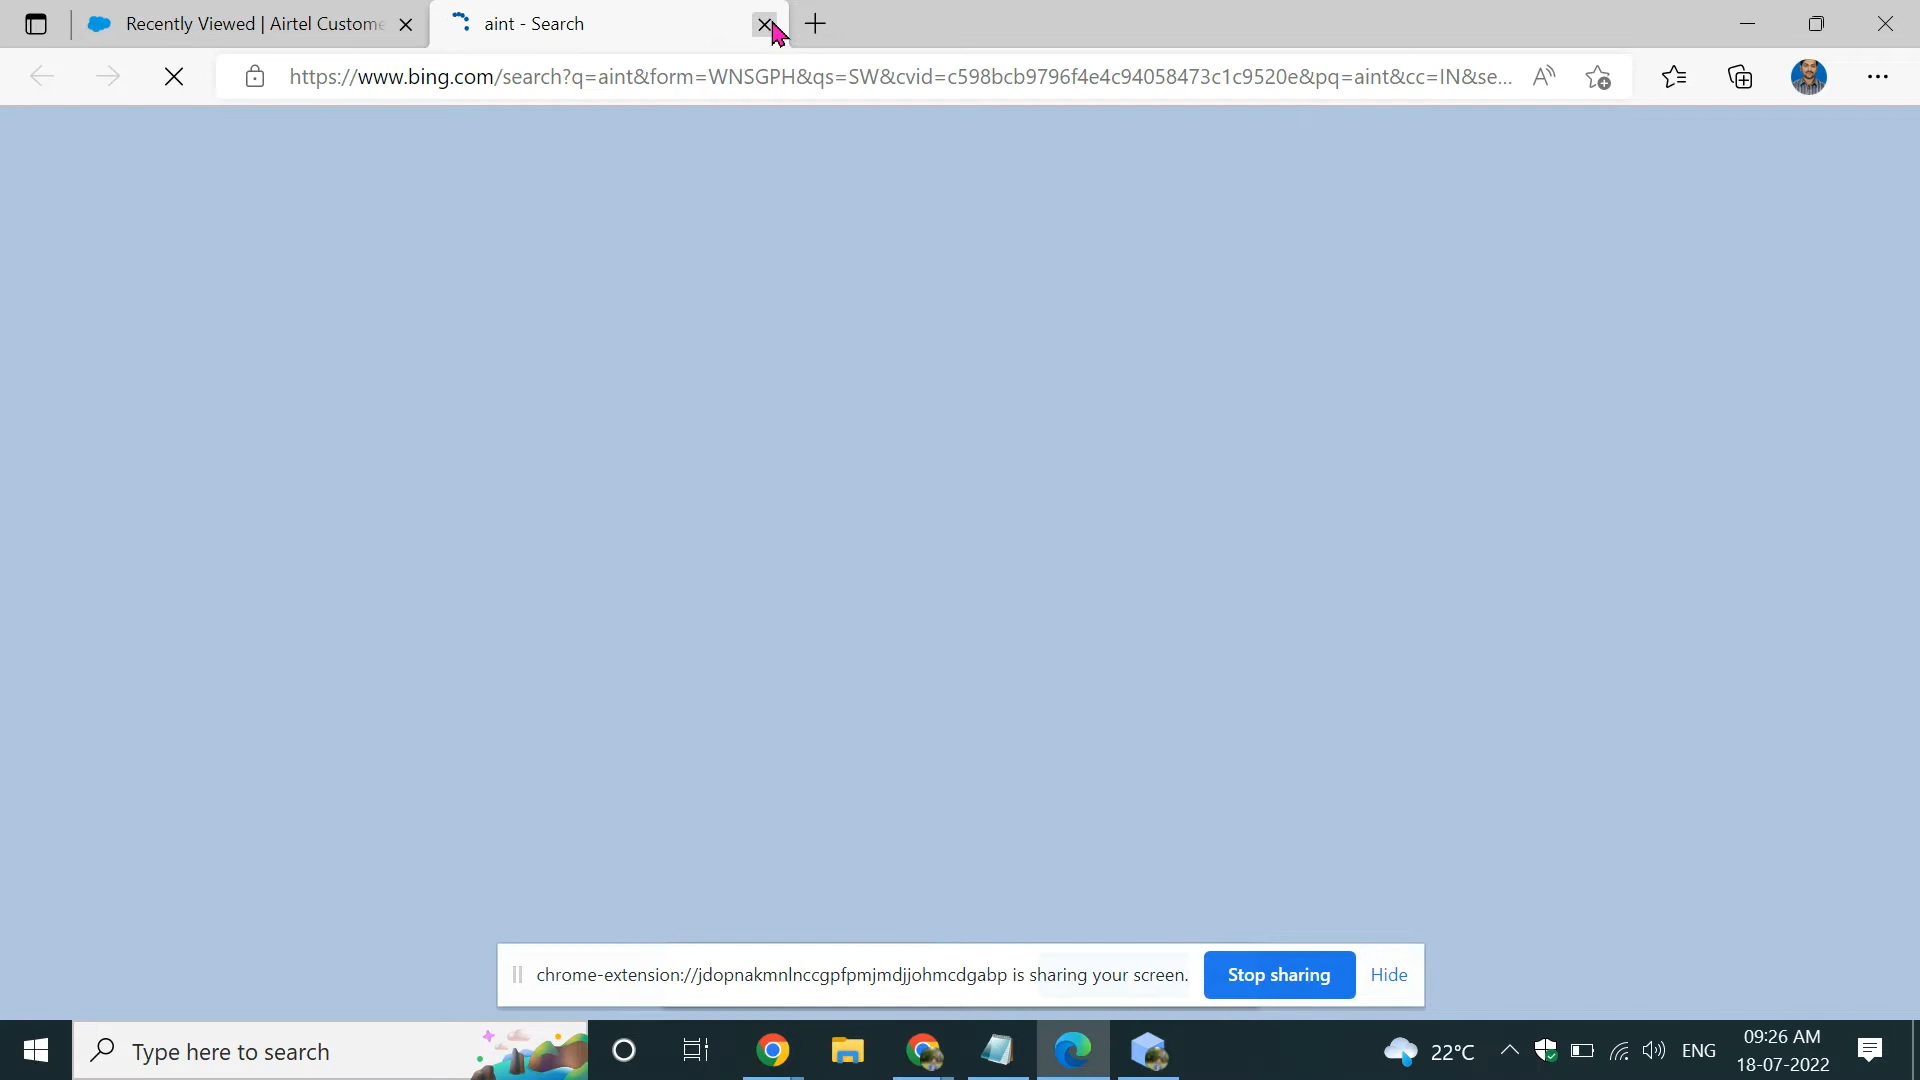 Recently Viewed | Airtel Custome
aint - Search
https://www.bing.com/search?q=aint&form=WNSGPH&qs=SW&cvid=c598bcb9796f4e4c94058473c1c9520e&pq=aint&cc=IN&se...
chrome-extension://jdopnakmnlnccgpfpmjmdjjohmcdgabp is sharing your screen.
Stop sharing
Hide
Type here to search
22°C
ENG
09:26 AM
18-07-2022